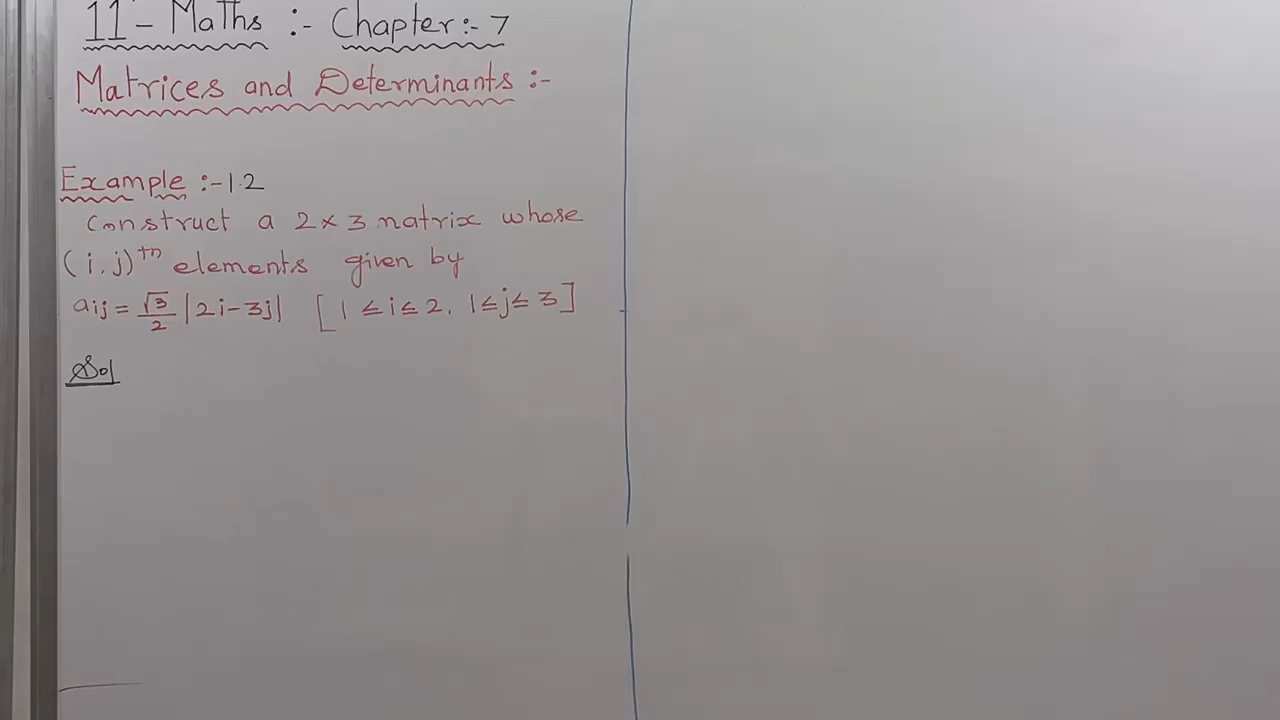 11 - Maths :- Chapter:- 7
Matrices and Determinants :-
Example :- 1.2
Construct a 2 × 3 matrix whose
(i, j)ᵗʰ elements given by
aij = √3/2 |2i - 3j| [1 ≤ i ≤ 2, 1 ≤ j ≤ 3]
Sol